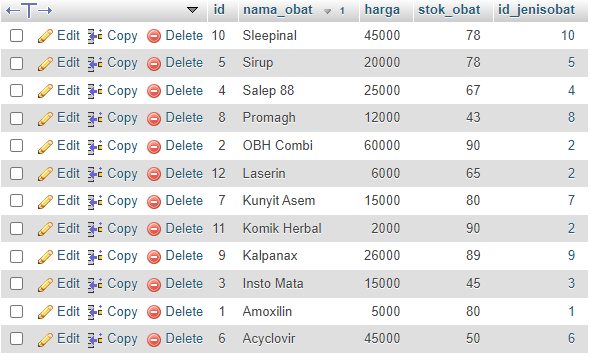 id nama_obat 1 harga stok_obat id_jenisobat
Edit Copy Delete 10 Sleepinal 45000 78 10
Edit Copy Delete 5 Sirup 20000 78 5
Edit Copy Delete 4 Salep 88 25000 67 4
Edit Copy Delete 8 Promagh 12000 43 8
Edit Copy Delete 2 OBH Combi 60000 90 2
Edit Copy Delete 12 Laserin 6000 65 2
Edit Copy Delete 7 Kunyit Asem 15000 80 7
Edit Copy Delete 11 Komik Herbal 2000 90 2
Edit Copy Delete 9 Kalpanax 26000 89 9
Edit Copy Delete 3 Insto Mata 15000 45 3
Edit Copy Delete 1 Amoxilin 5000 80 1
Edit Copy Delete 6 Acyclovir 45000 50 6